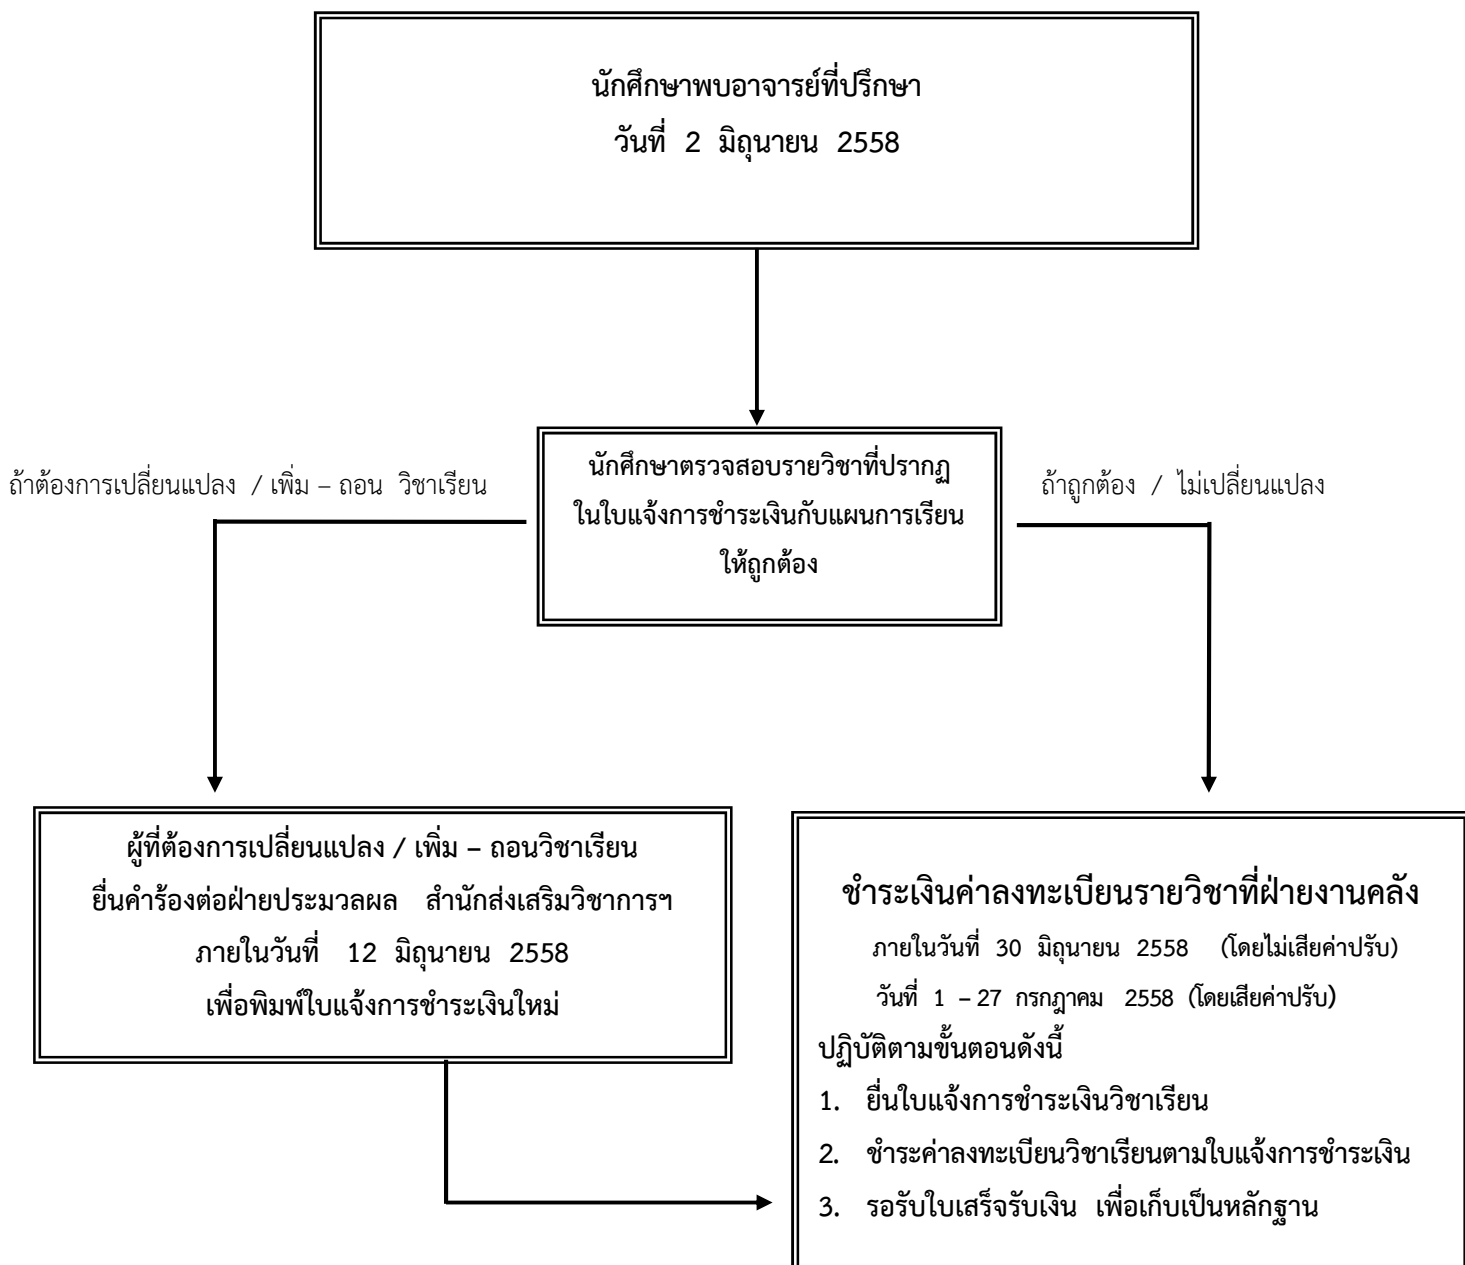 นักศึกษาพบอาจารย์ที่ปรึกษา
วันที่ 2 มิถุนายน 2558
นักศึกษาตรวจสอบรายวิชาที่ปรากฏ
ในใบแจ้งการชำระเงินกับแผนการเรียน
ให้ถูกต้อง
ถ้าต้องการเปลี่ยนแปลง / เพิ่ม – ถอน วิชาเรียน
ถ้าถูกต้อง / ไม่เปลี่ยนแปลง
ผู้ที่ต้องการเปลี่ยนแปลง / เพิ่ม – ถอนวิชาเรียน
ยื่นคำร้องต่อฝ่ายประมวลผล สำนักส่งเสริมวิชาการฯ
ภายในวันที่ 12 มิถุนายน 2558
เพื่อพิมพ์ใบแจ้งการชำระเงินใหม่
ชำระเงินค่าลงทะเบียนรายวิชาที่ฝ่ายงานคลัง
ภายในวันที่ 30 มิถุนายน 2558 (โดยไม่เสียค่าปรับ)
วันที่ 1 – 27 กรกฎาคม 2558 (โดยเสียค่าปรับ)
ปฏิบัติตามขั้นตอนดังนี้
1. ยื่นใบแจ้งการชำระเงินวิชาเรียน
2. ชำระค่าลงทะเบียนวิชาเรียนตามใบแจ้งการชำระเงิน
3. รอรับใบเสร็จรับเงิน เพื่อเก็บเป็นหลักฐาน